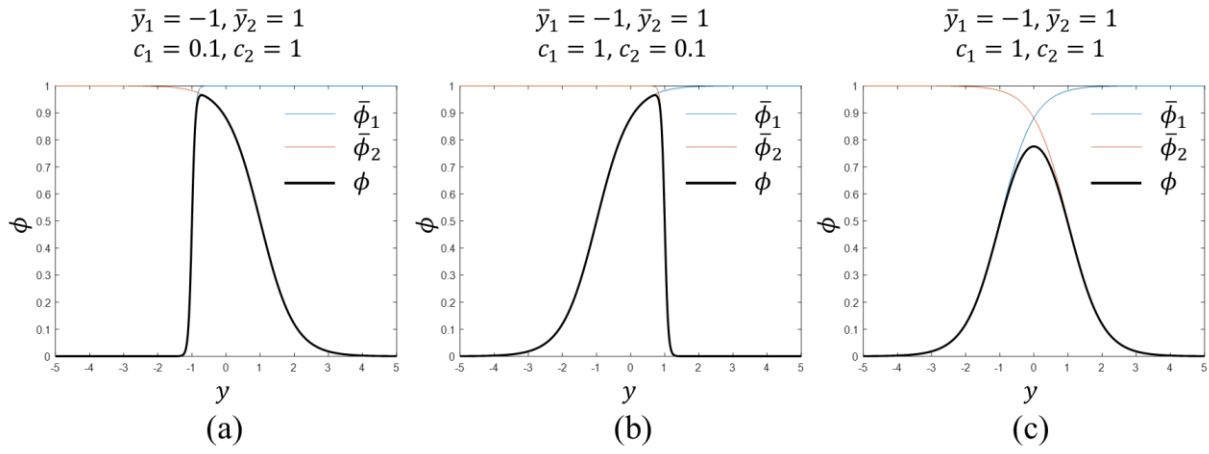 ȳ₁ = −1, ȳ₂ = 1
c₁ = 0.1, c₂ = 1
1
0.9
0.8
0.7
0.6
0.5
0.4
0.3
0.2
0.1
0
ϕ
ϕ̄₁
ϕ̄₂
ϕ
-5 -4 -3 -2 -1 0 1 2 3 4 5
y
(a)
ȳ₁ = −1, ȳ₂ = 1
c₁ = 1, c₂ = 0.1
1
0.9
0.8
0.7
0.6
0.5
0.4
0.3
0.2
0.1
0
ϕ
ϕ̄₁
ϕ̄₂
ϕ
-5 -4 -3 -2 -1 0 1 2 3 4 5
y
(b)
ȳ₁ = −1, ȳ₂ = 1
c₁ = 1, c₂ = 1
1
0.9
0.8
0.7
0.6
0.5
0.4
0.3
0.2
0.1
0
ϕ
ϕ̄₁
ϕ̄₂
ϕ
-5 -4 -3 -2 -1 0 1 2 3 4 5
y
(c)